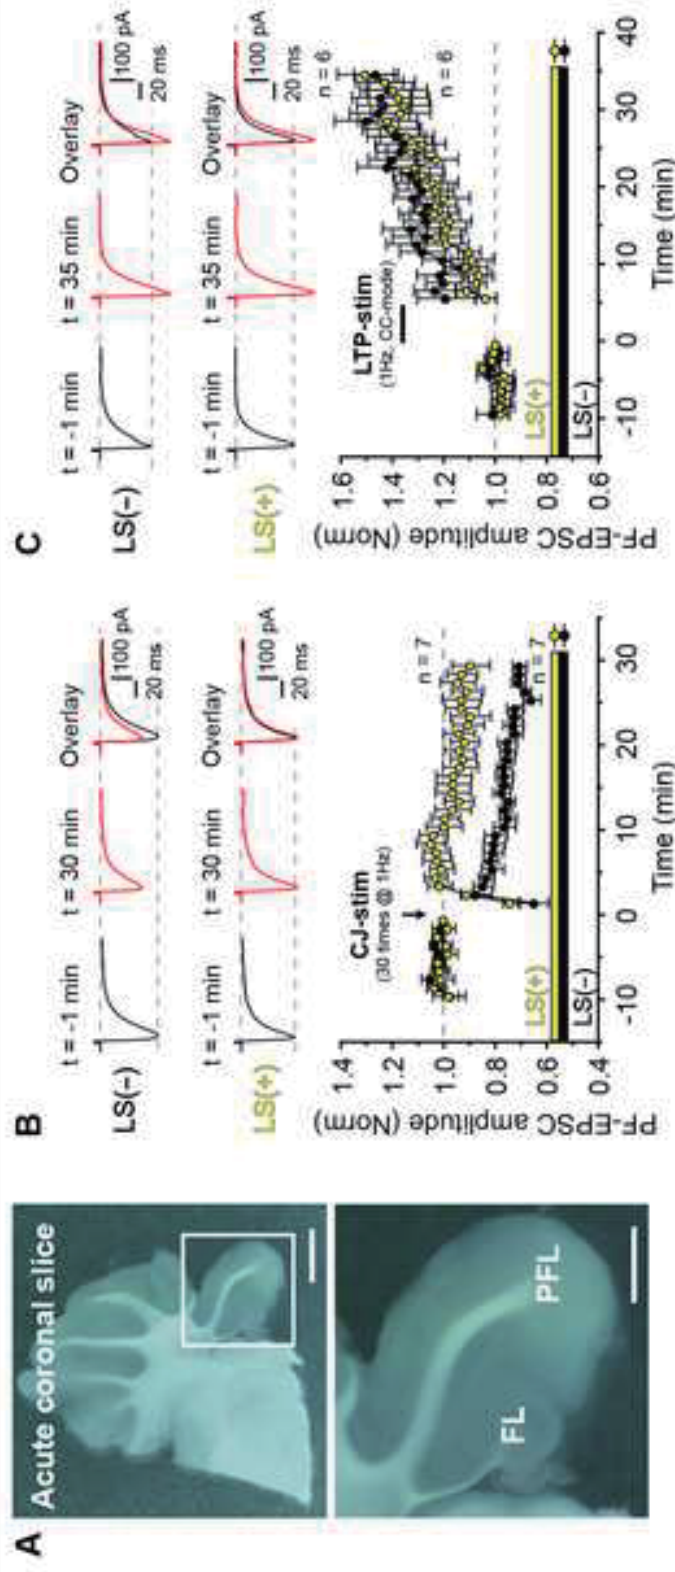 A
Acute coronal slice
FL
PFL
B
t = -1 min
t = 30 min
Overlay
LS(−)
100 pA
20 ms
LS(+)
100 pA
20 ms
PF-EPSC amplitude (Norm)
1.4
1.2
1.0
0.8
0.6
0.4
CJ-stim
(30 times @ 1Hz)
n = 7
n = 7
LS(+)
LS(−)
-10
0
10
20
30
Time (min)
C
t = -1 min
t = 35 min
Overlay
LS(−)
100 pA
20 ms
t = -1 min
t = 35 min
Overlay
LS(+)
100 pA
20 ms
PF-EPSC amplitude (Norm)
1.6
1.4
1.2
1.0
0.8
0.6
LTP-stim
(1Hz, CC-mode)
n = 6
n = 6
LS(+)
LS(−)
-10
0
10
20
30
40
Time (min)